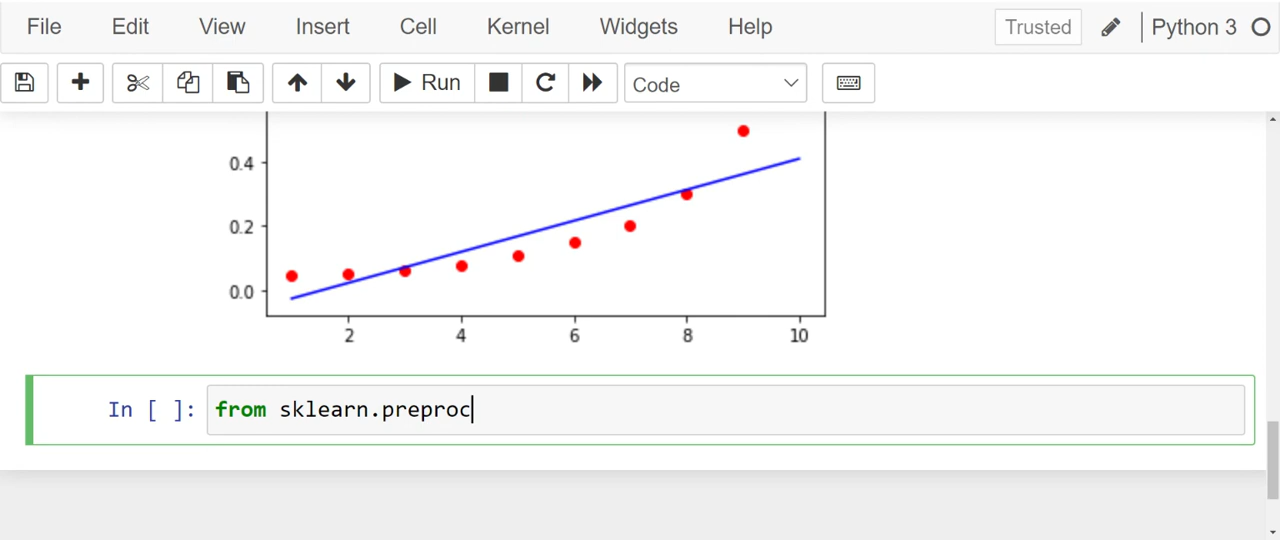 File Edit View Insert Cell Kernel Widgets Help Trusted Python 3
Run Code
0.4
0.2
0.0
2 4 6 8 10
In [ ]: from sklearn.preproc